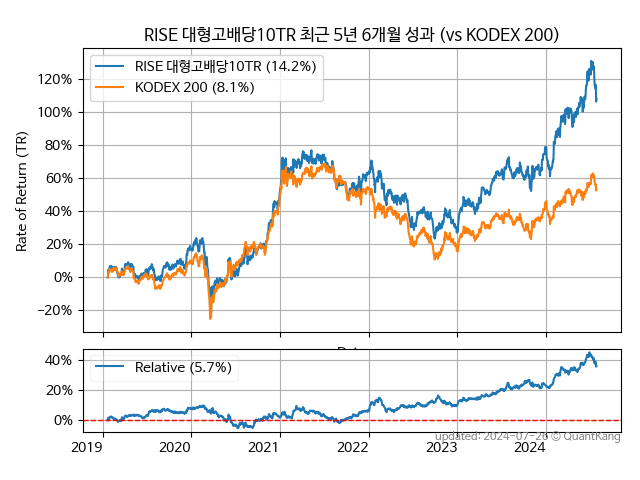 RISE 대형고배당10TR 최근 5년 6개월 성과 (vs KODEX 200)
RISE 대형고배당10TR (14.2%)
KODEX 200 (8.1%)
Rate of Return (TR)
120%
100%
80%
60%
40%
20%
0%
−20%
Relative (5.7%)
40%
20%
0%
2019
2020
2021
2022
2023
2024
updated: 2024-07-26 © QuantKang